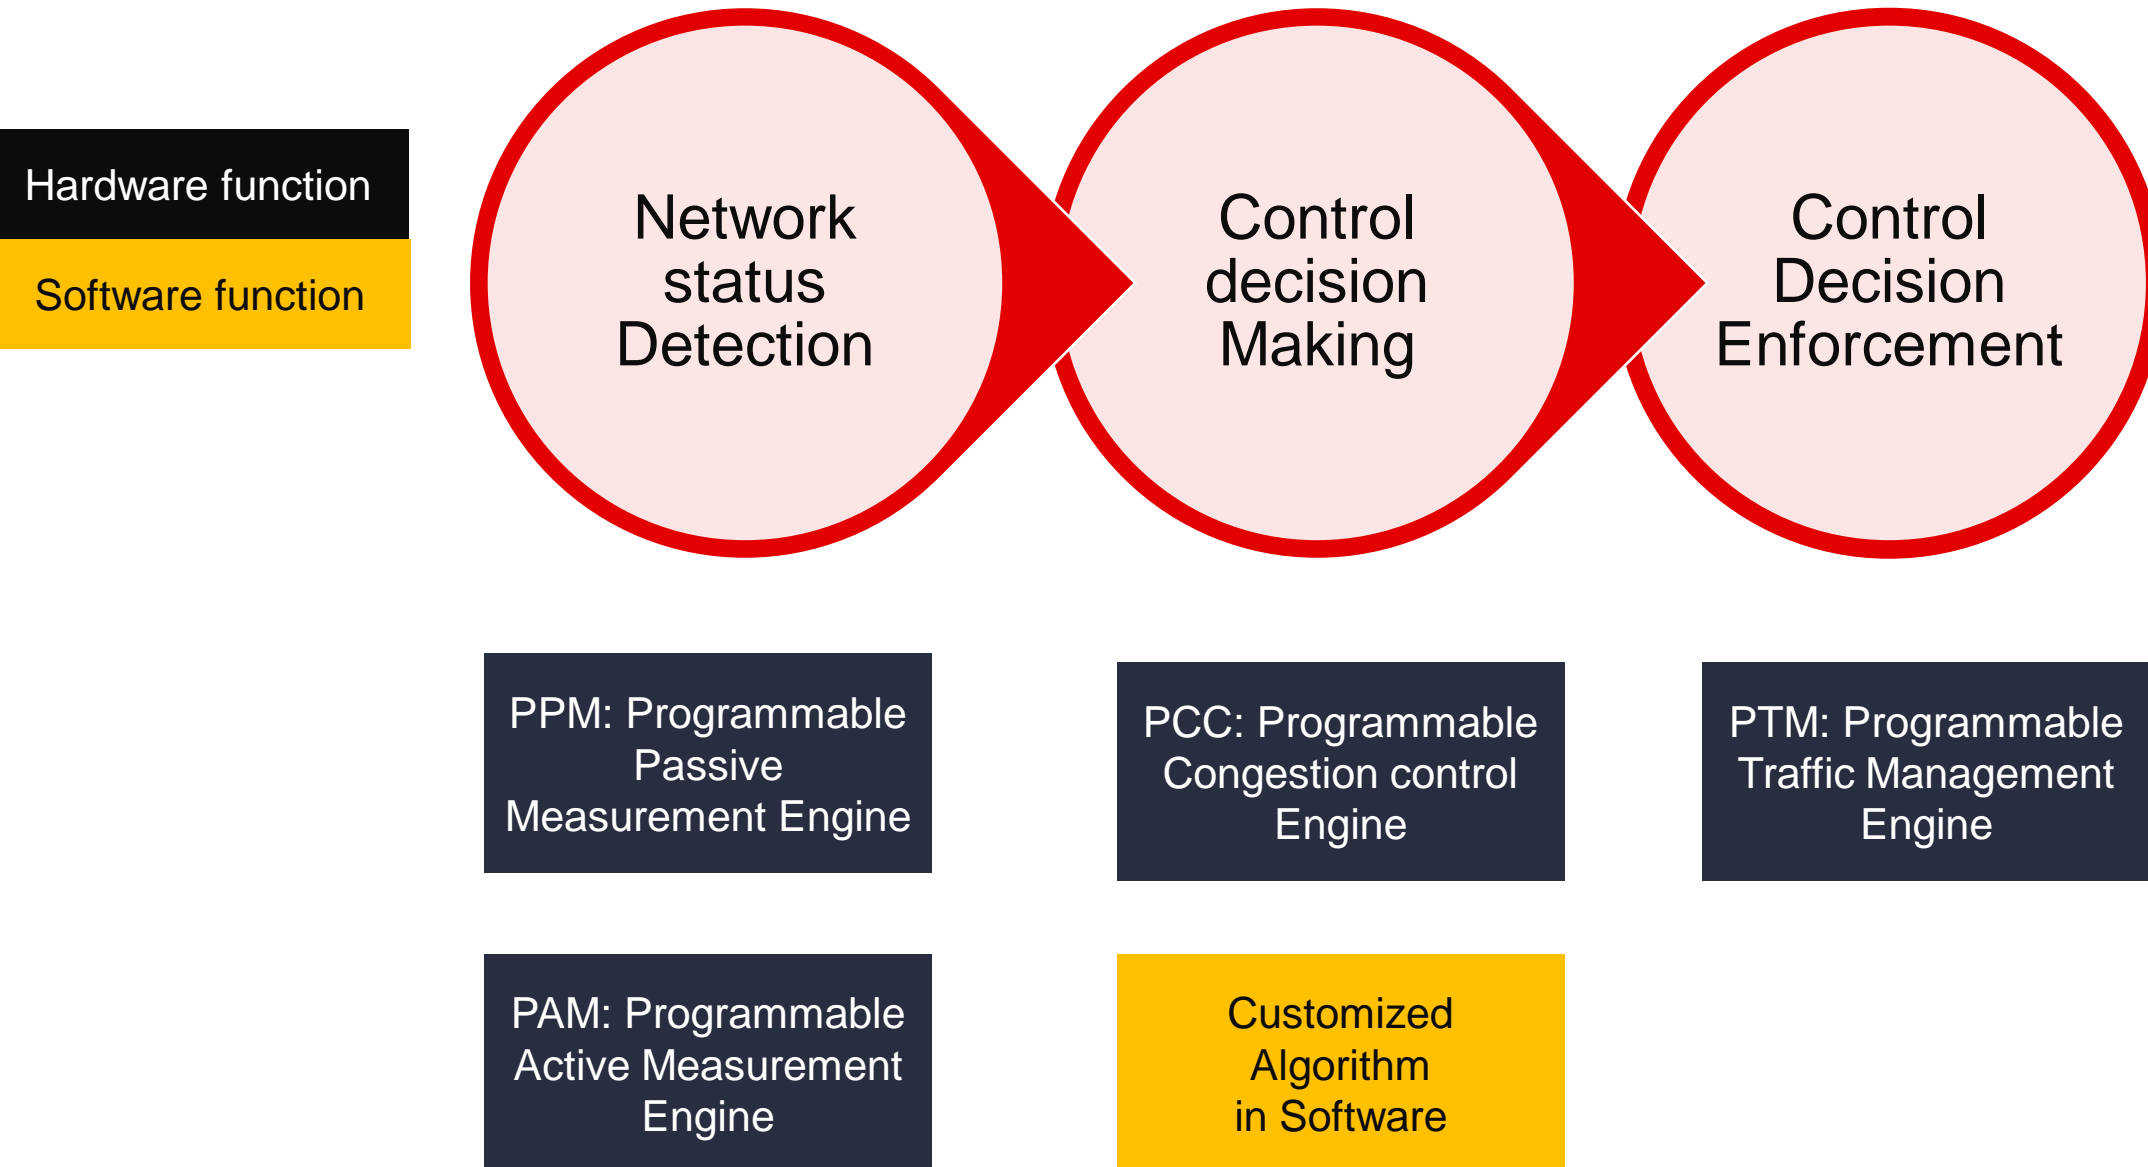 Hardware function
Software function
Network
status
Detection
Control
decision
Making
Control
Decision
Enforcement
PPM: Programmable
Passive
Measurement Engine
PCC: Programmable
Congestion control
Engine
PTM: Programmable
Traffic Management
Engine
PAM: Programmable
Active Measurement
Engine
Customized
Algorithm
in Software